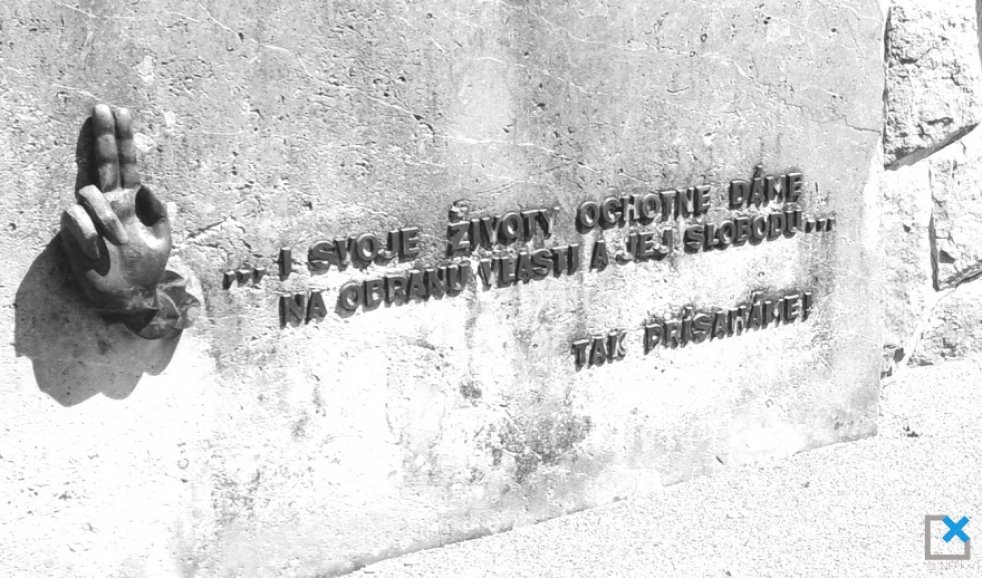 ... I SVOJE ŽIVOTY OCHOTNE DÁME
NA OBRANU VLASTI A JEJ SLOBODU...
TAK PRÍSAHÁME!